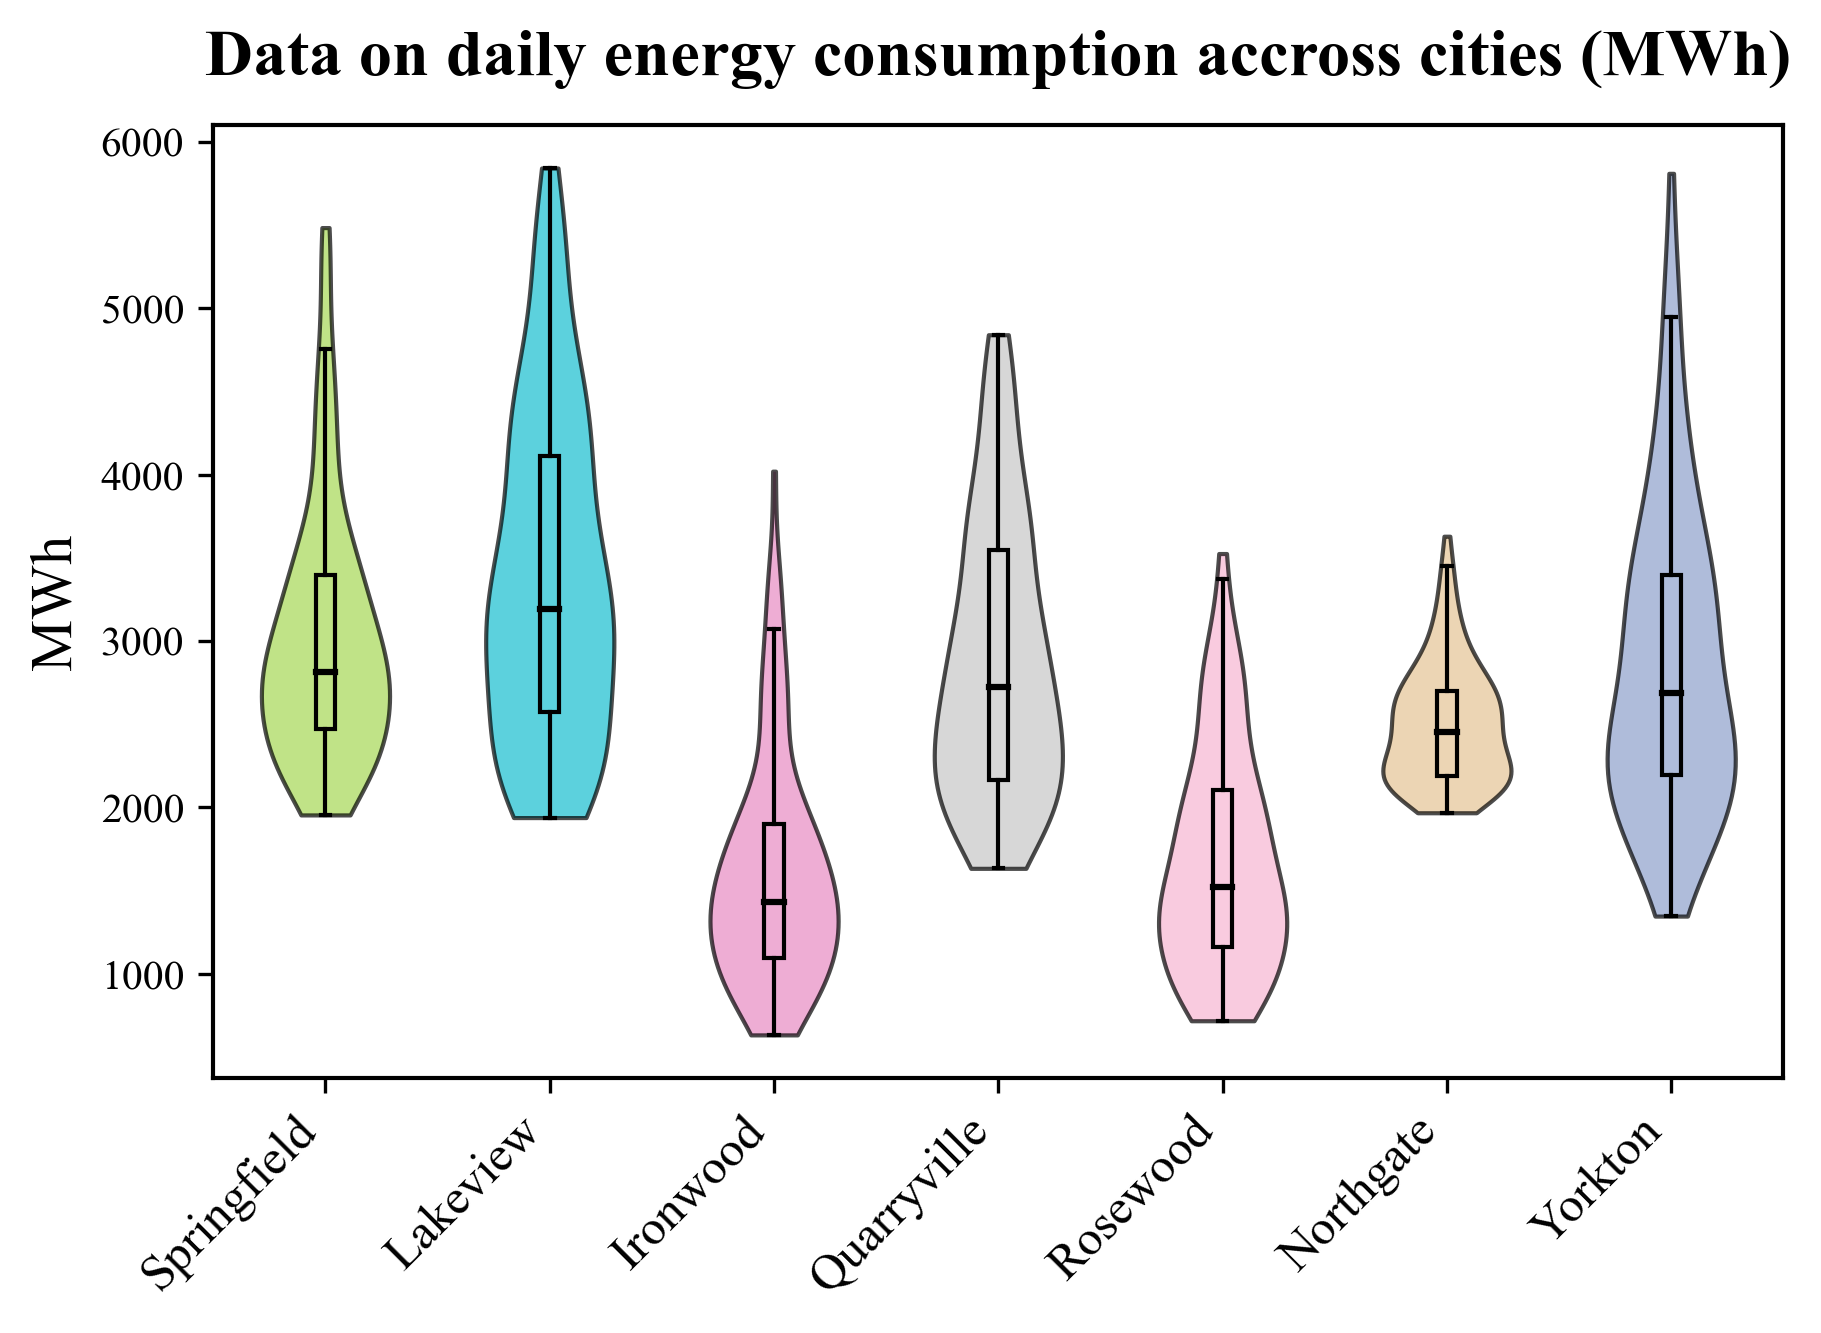 Data on daily energy consumption accross cities (MWh)
MWh
6000
5000
4000
3000
2000
1000
Springfield
Lakeview
Ironwood
Quarryville
Rosewood
Northgate
Yorkton